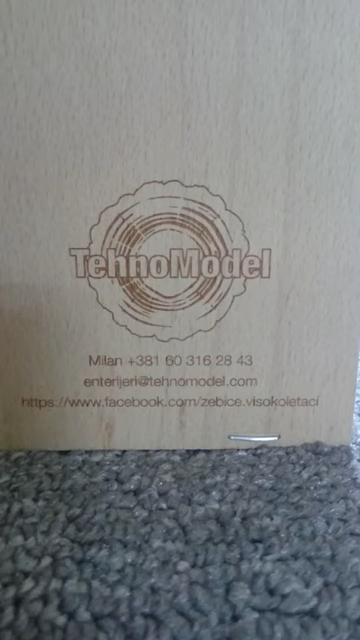 TehnoModel
Milan +381 60 316 28 43
enterijeri@tehnomodel.com
https://www.facebook.com/zebice.visokoletaci